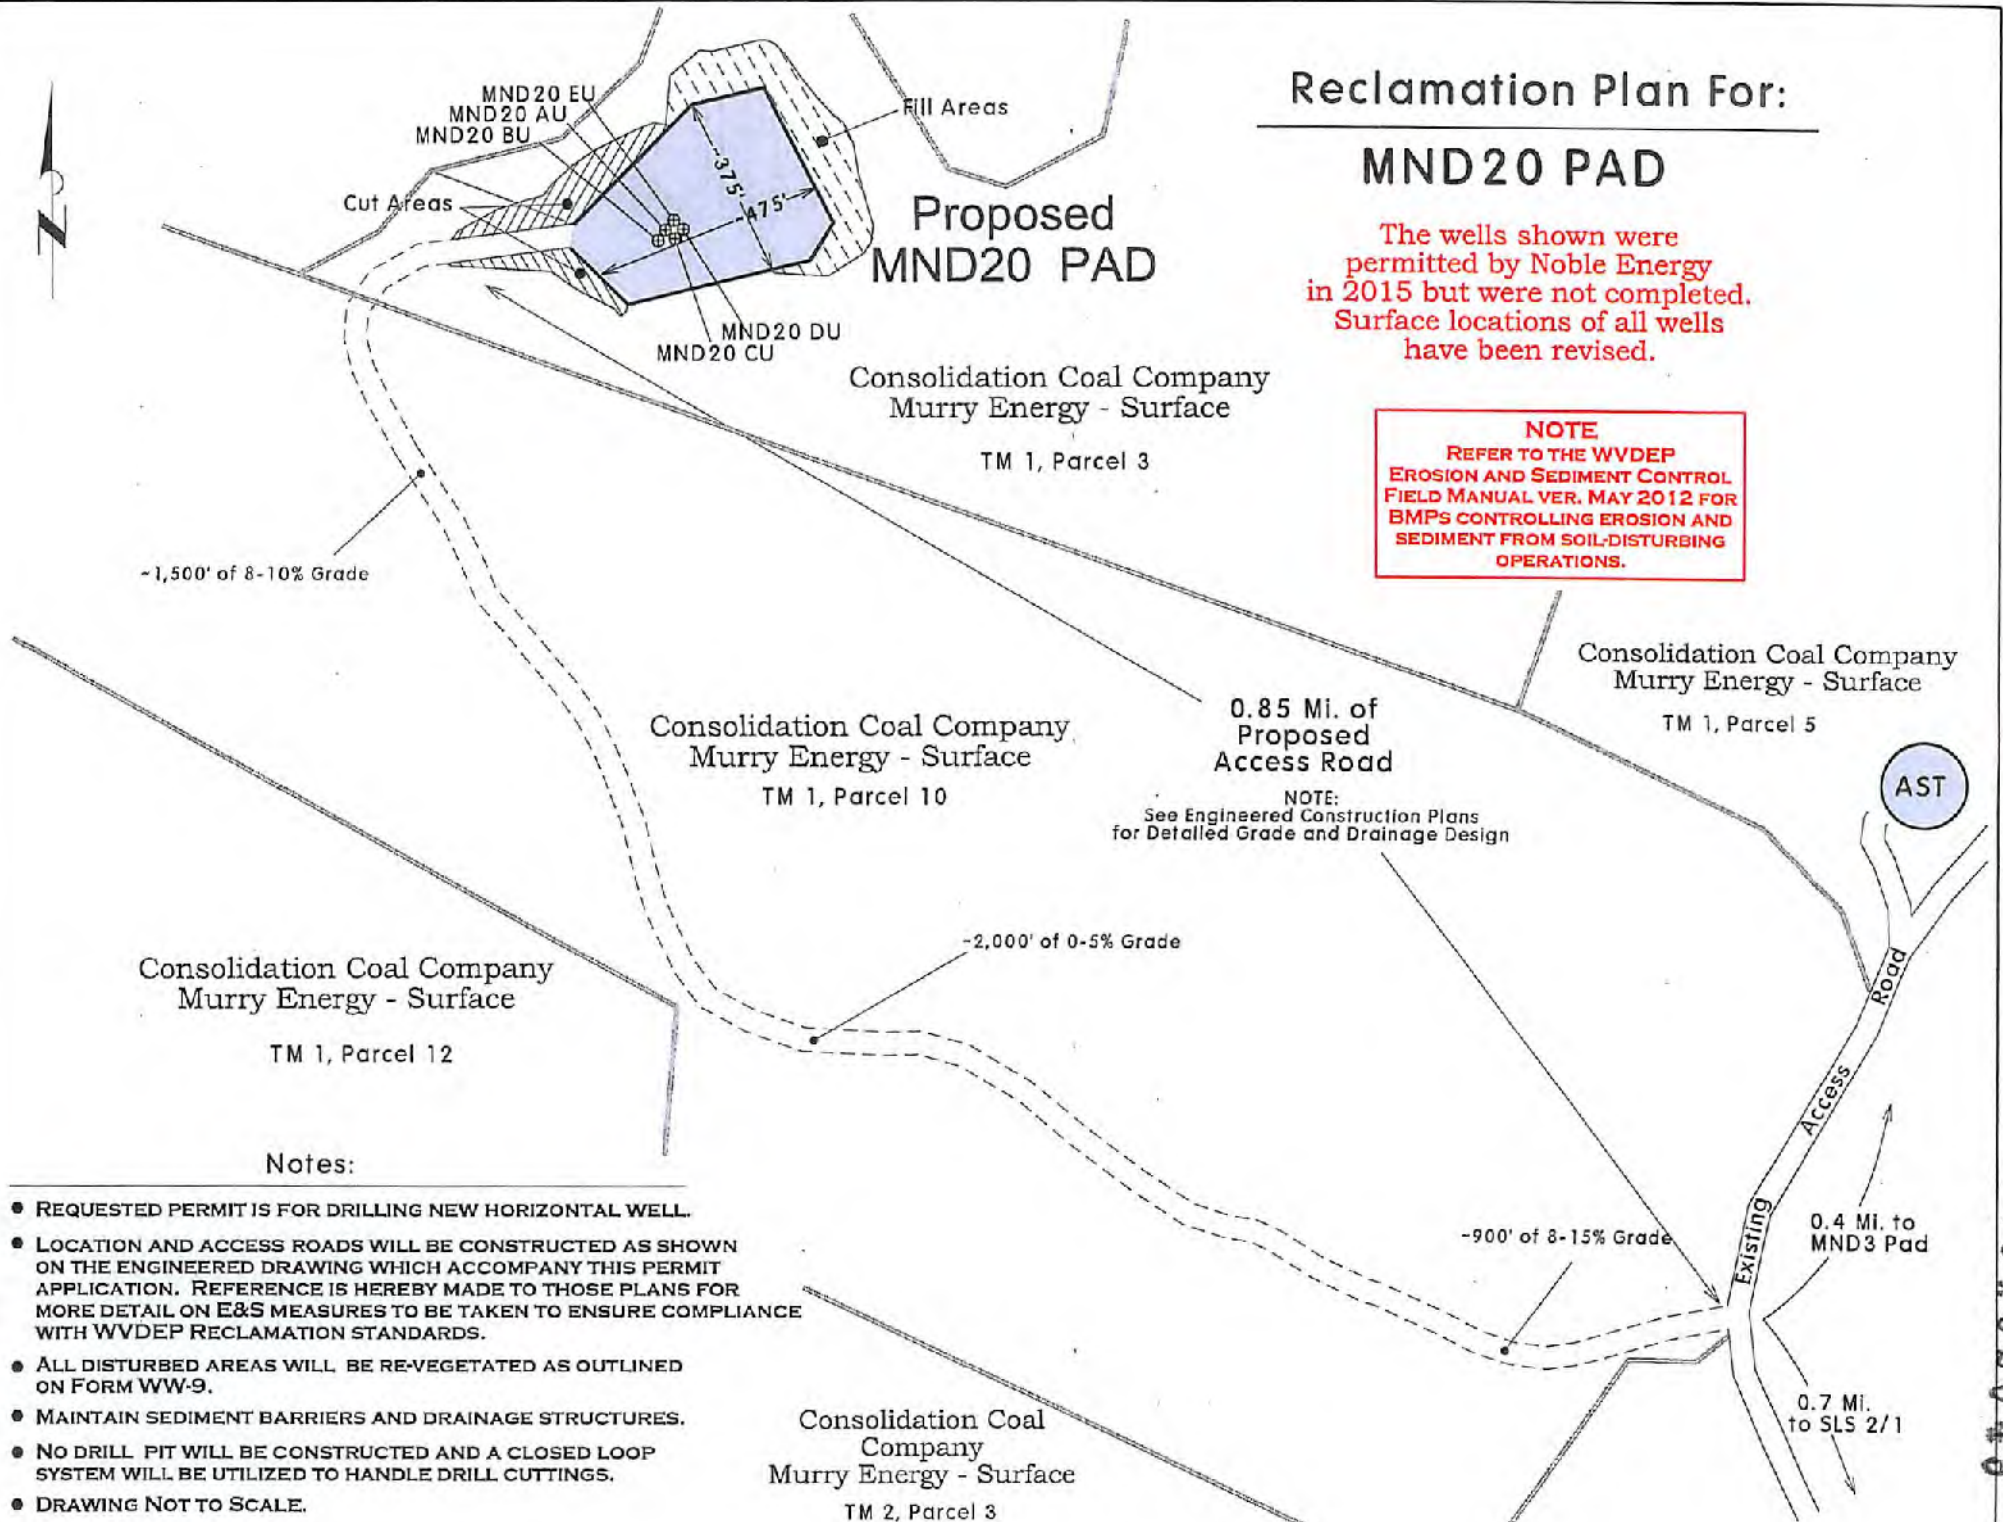 Reclamation Plan For:
MND20 PAD
The wells shown were
permitted by Noble Energy
in 2015 but were not completed.
Surface locations of all wells
have been revised.
NOTE
REFER TO THE WVDEP
EROSION AND SEDIMENT CONTROL
FIELD MANUAL VER. MAY 2012 FOR
BMPS CONTROLLING EROSION AND
SEDIMENT FROM SOIL-DISTURBING
OPERATIONS.
N
MND20 EU
MND20 AU
MND20 BU
Fill Areas
Cut Areas
~375'
~475'
Proposed
MND20 PAD
MND20 DU
MND20 CU
Consolidation Coal Company
Murry Energy - Surface
TM 1, Parcel 3
~1,500' of 8-10% Grade
Consolidation Coal Company
Murry Energy - Surface
TM 1, Parcel 5
AST
Consolidation Coal Company
Murry Energy - Surface
TM 1, Parcel 10
0.85 Mi. of
Proposed
Access Road
NOTE:
See Engineered Construction Plans
for Detailed Grade and Drainage Design
~2,000' of 0-5% Grade
Consolidation Coal Company
Murry Energy - Surface
TM 1, Parcel 12
Existing Access Road
~900' of 8-15% Grade
0.4 Mi. to
MND3 Pad
0.7 Mi.
to SLS 2/1
Notes:
● REQUESTED PERMIT IS FOR DRILLING NEW HORIZONTAL WELL.
● LOCATION AND ACCESS ROADS WILL BE CONSTRUCTED AS SHOWN
ON THE ENGINEERED DRAWING WHICH ACCOMPANY THIS PERMIT
APPLICATION. REFERENCE IS HEREBY MADE TO THOSE PLANS FOR
MORE DETAIL ON E&S MEASURES TO BE TAKEN TO ENSURE COMPLIANCE
WITH WVDEP RECLAMATION STANDARDS.
● ALL DISTURBED AREAS WILL BE RE-VEGETATED AS OUTLINED
ON FORM WW-9.
● MAINTAIN SEDIMENT BARRIERS AND DRAINAGE STRUCTURES.
● NO DRILL PIT WILL BE CONSTRUCTED AND A CLOSED LOOP
SYSTEM WILL BE UTILIZED TO HANDLE DRILL CUTTINGS.
● DRAWING NOT TO SCALE.
Consolidation Coal
Company
Murry Energy - Surface
TM 2, Parcel 3